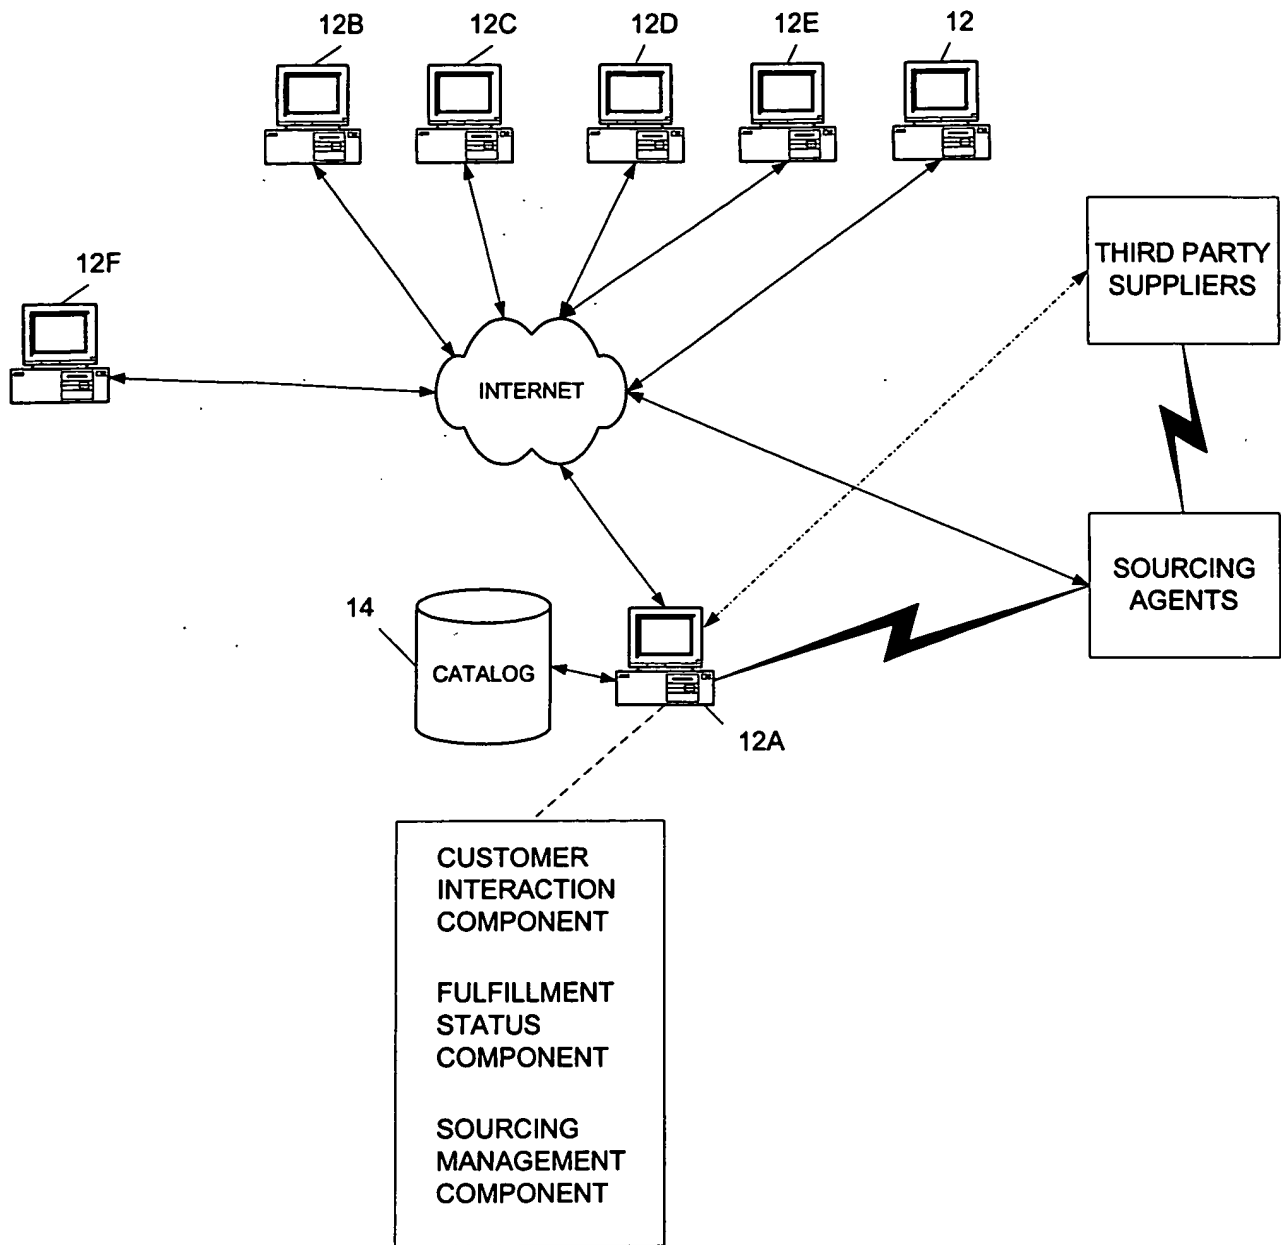 12B
12C
12D
12E
12
12F
THIRD PARTY
SUPPLIERS
INTERNET
SOURCING
AGENTS
14
CATALOG
12A
CUSTOMER
INTERACTION
COMPONENT
FULFILLMENT
STATUS
COMPONENT
SOURCING
MANAGEMENT
COMPONENT